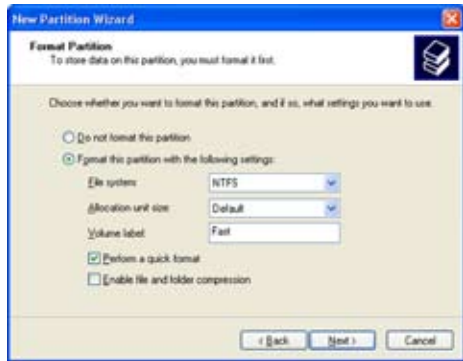 New Partition Wizard
Format Partition
To store data on this partition, you must format it first.
Choose whether you want to format this partition, and if so, what settings you want to use.
Do not format this partition
Format this partition with the following settings:
File system: NTFS
Allocation unit size: Default
Volume label: Fast
Perform a quick format
Enable file and folder compression
< Back Next > Cancel